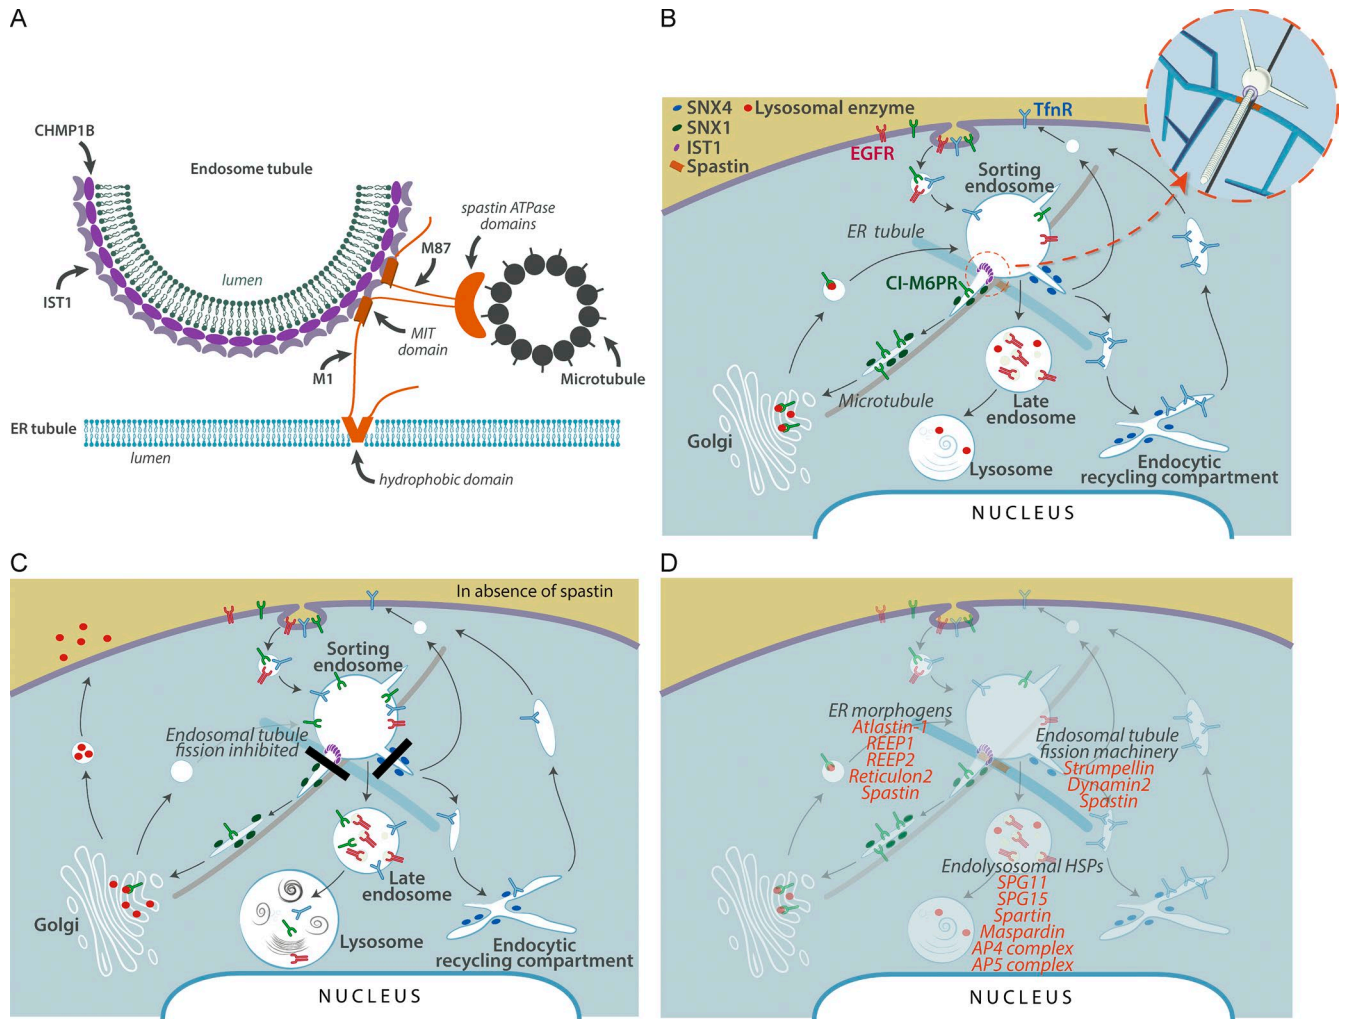 A
CHMP1B
Endosome tubule
lumen
IST1
spastin ATPase
domains
M87
MIT
domain
M1
Microtubule
ER tubule
lumen
hydrophobic domain
B
SNX4
Lysosomal enzyme
SNX1
IST1
Spastin
EGFR
TfnR
Sorting
endosome
ER tubule
CI-M6PR
Microtubule
Golgi
Late
endosome
Lysosome
Endocytic
recycling compartment
NUCLEUS
C
In absence of spastin
Sorting
endosome
Endosomal tubule
fission inhibited
Golgi
Late
endosome
Lysosome
Endocytic
recycling compartment
NUCLEUS
D
ER morphogens
Atlastin-1
REEP1
REEP2
Reticulon2
Spastin
Endosomal tubule
fission machinery
Strumpellin
Dynamin2
Spastin
Endolysosomal HSPs
SPG11
SPG15
Spartin
Maspardin
AP4 complex
AP5 complex
NUCLEUS